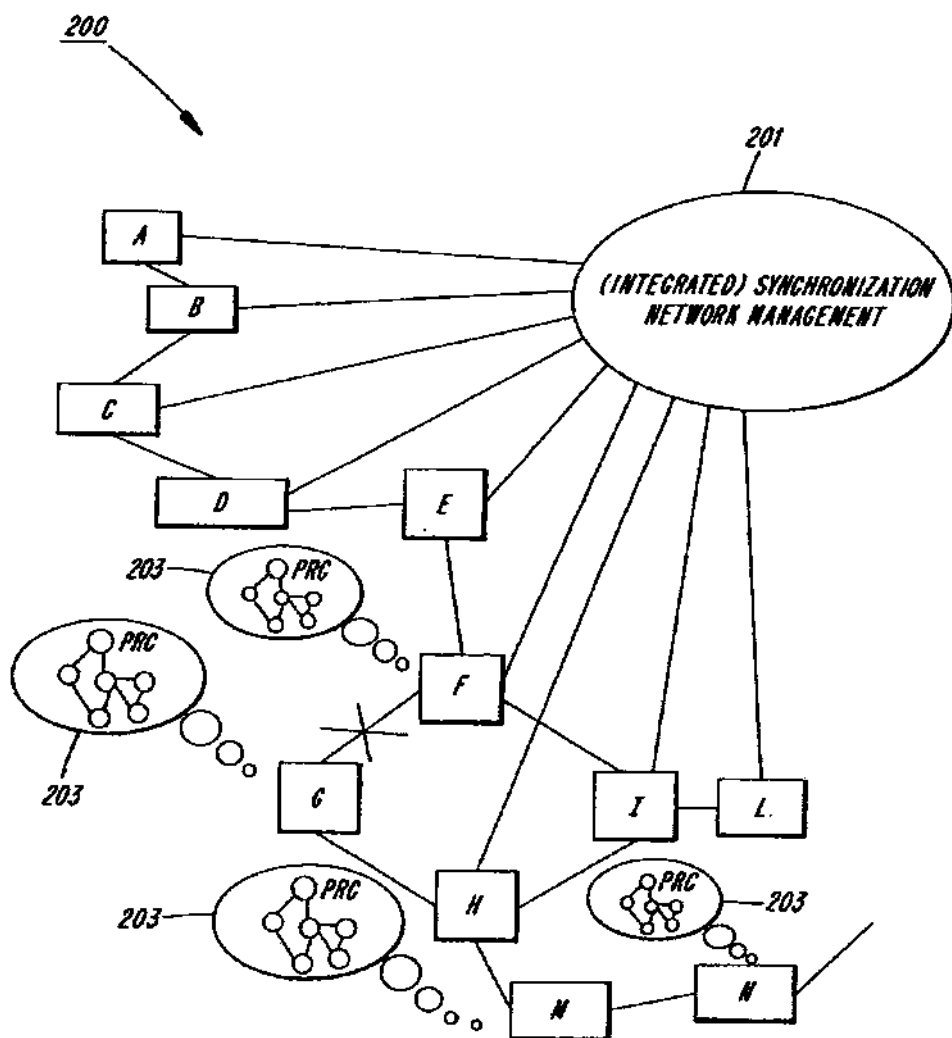 200
201
A
(INTEGRATED) SYNCHRONIZATION
NETWORK MANAGEMENT
B
C
D
E
203
PRC
PRC
F
203
G
I
L.
PRC
203
H
PRC
203
M
N